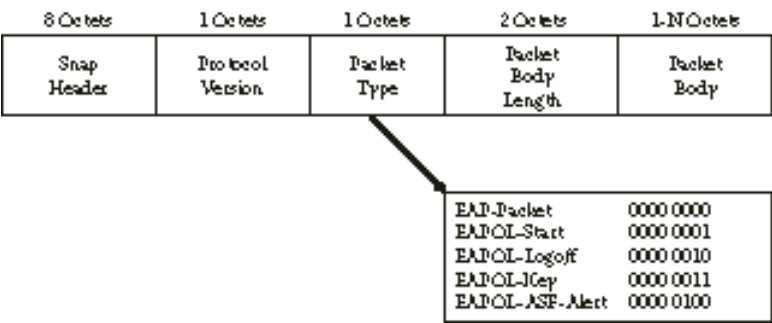 8 Octets 1 Octets 1 Octets 2 Octets 1-N Octets
Snap Header
Protocol Version
Packet Type
Packet Body Length
Packet Body
EAP-Packet 0000 0000
EAPOL-Start 0000 0001
EAPOL-Logoff 0000 0010
EAPOL-Key 0000 0011
EAPOL-ASF-Alert 0000 0100